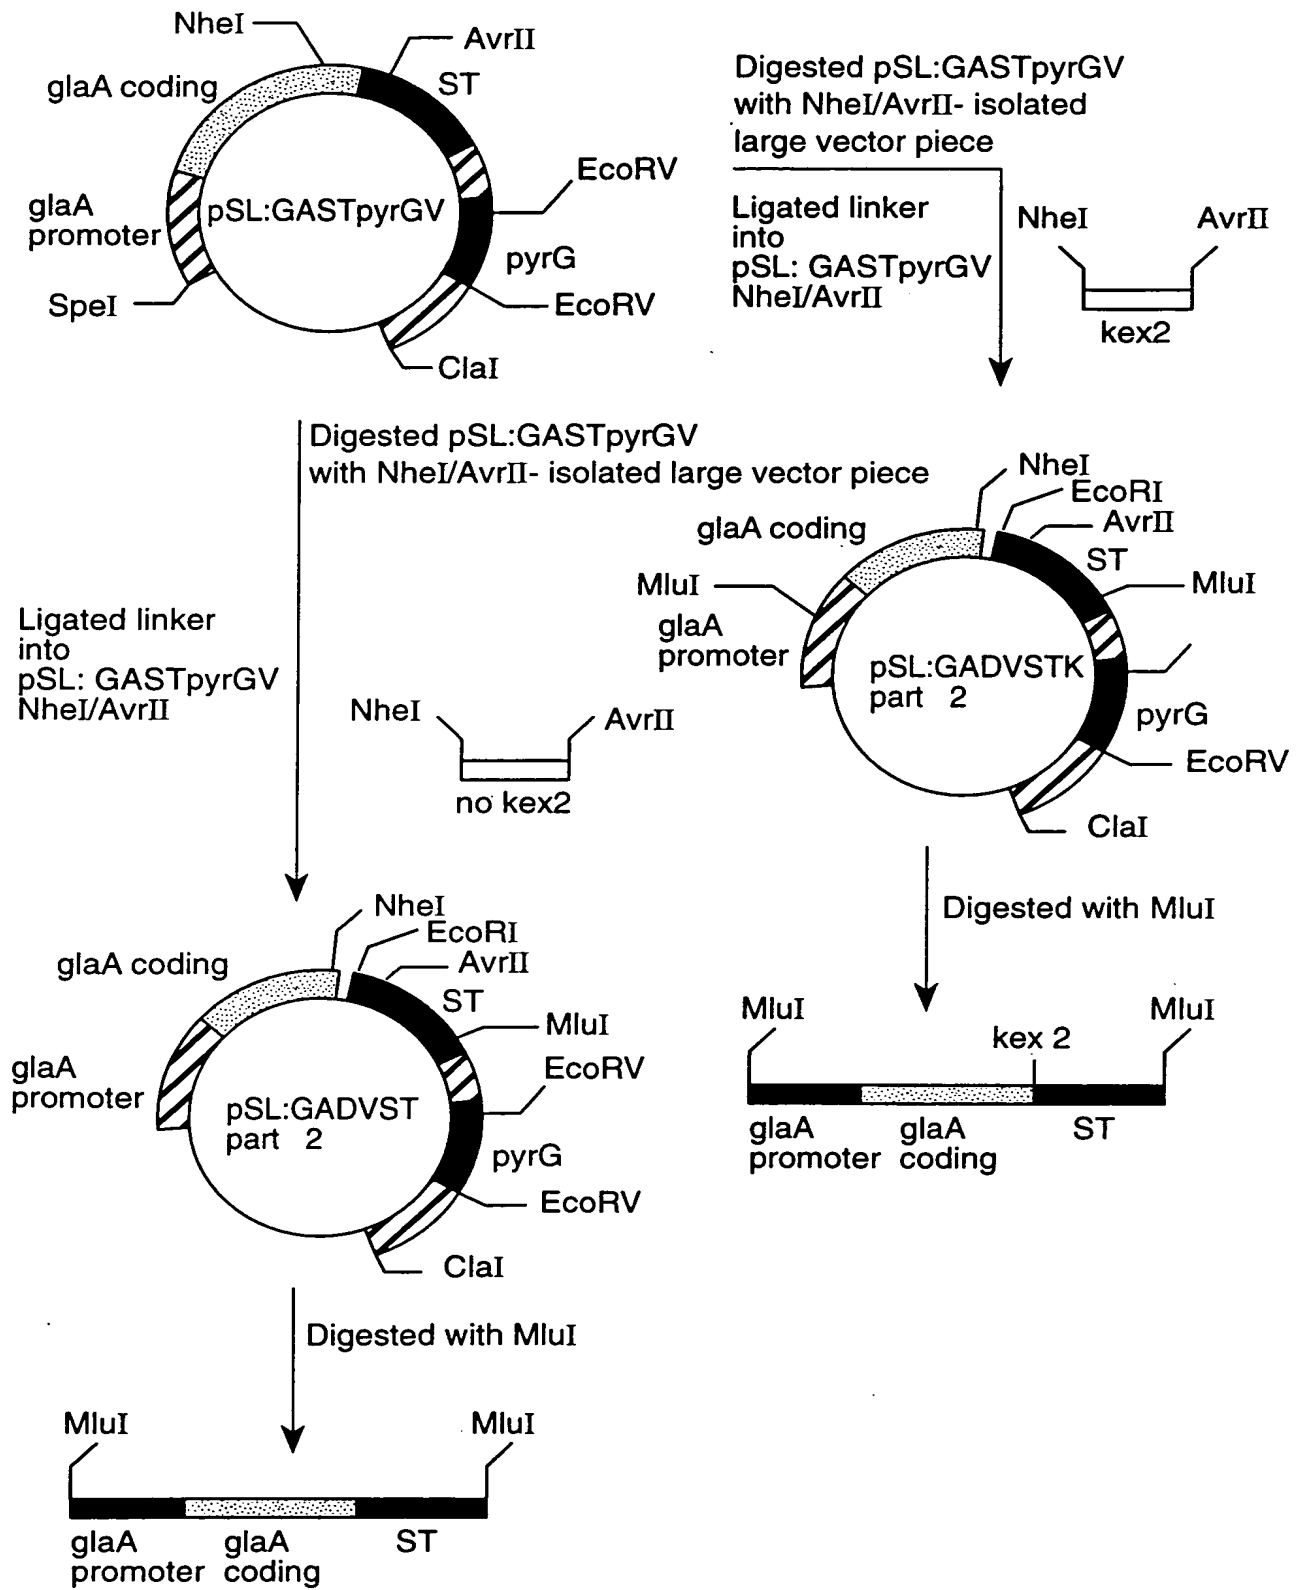 NheI
AvrII
glaA coding
ST
EcoRV
glaA
promoter
pSL:GASTpyrGV
pyrG
SpeI
EcoRV
ClaI
Digested pSL:GASTpyrGV
with NheI/AvrII- isolated
large vector piece
Ligated linker
into
pSL: GASTpyrGV
NheI/AvrII
NheI
AvrII
kex2
Digested pSL:GASTpyrGV
with NheI/AvrII- isolated large vector piece
Ligated linker
into
pSL: GASTpyrGV
NheI/AvrII
NheI
AvrII
no kex2
NheI
EcoRI
AvrII
glaA coding
ST
MluI
MluI
glaA
promoter
pSL:GADVSTK
part 2
pyrG
EcoRV
ClaI
Digested with MluI
MluI
MluI
kex 2
glaA
promoter
glaA
coding
ST
NheI
EcoRI
AvrII
glaA coding
ST
MluI
EcoRV
glaA
promoter
pSL:GADVST
part 2
pyrG
EcoRV
ClaI
Digested with MluI
MluI
MluI
glaA
promoter
glaA
coding
ST